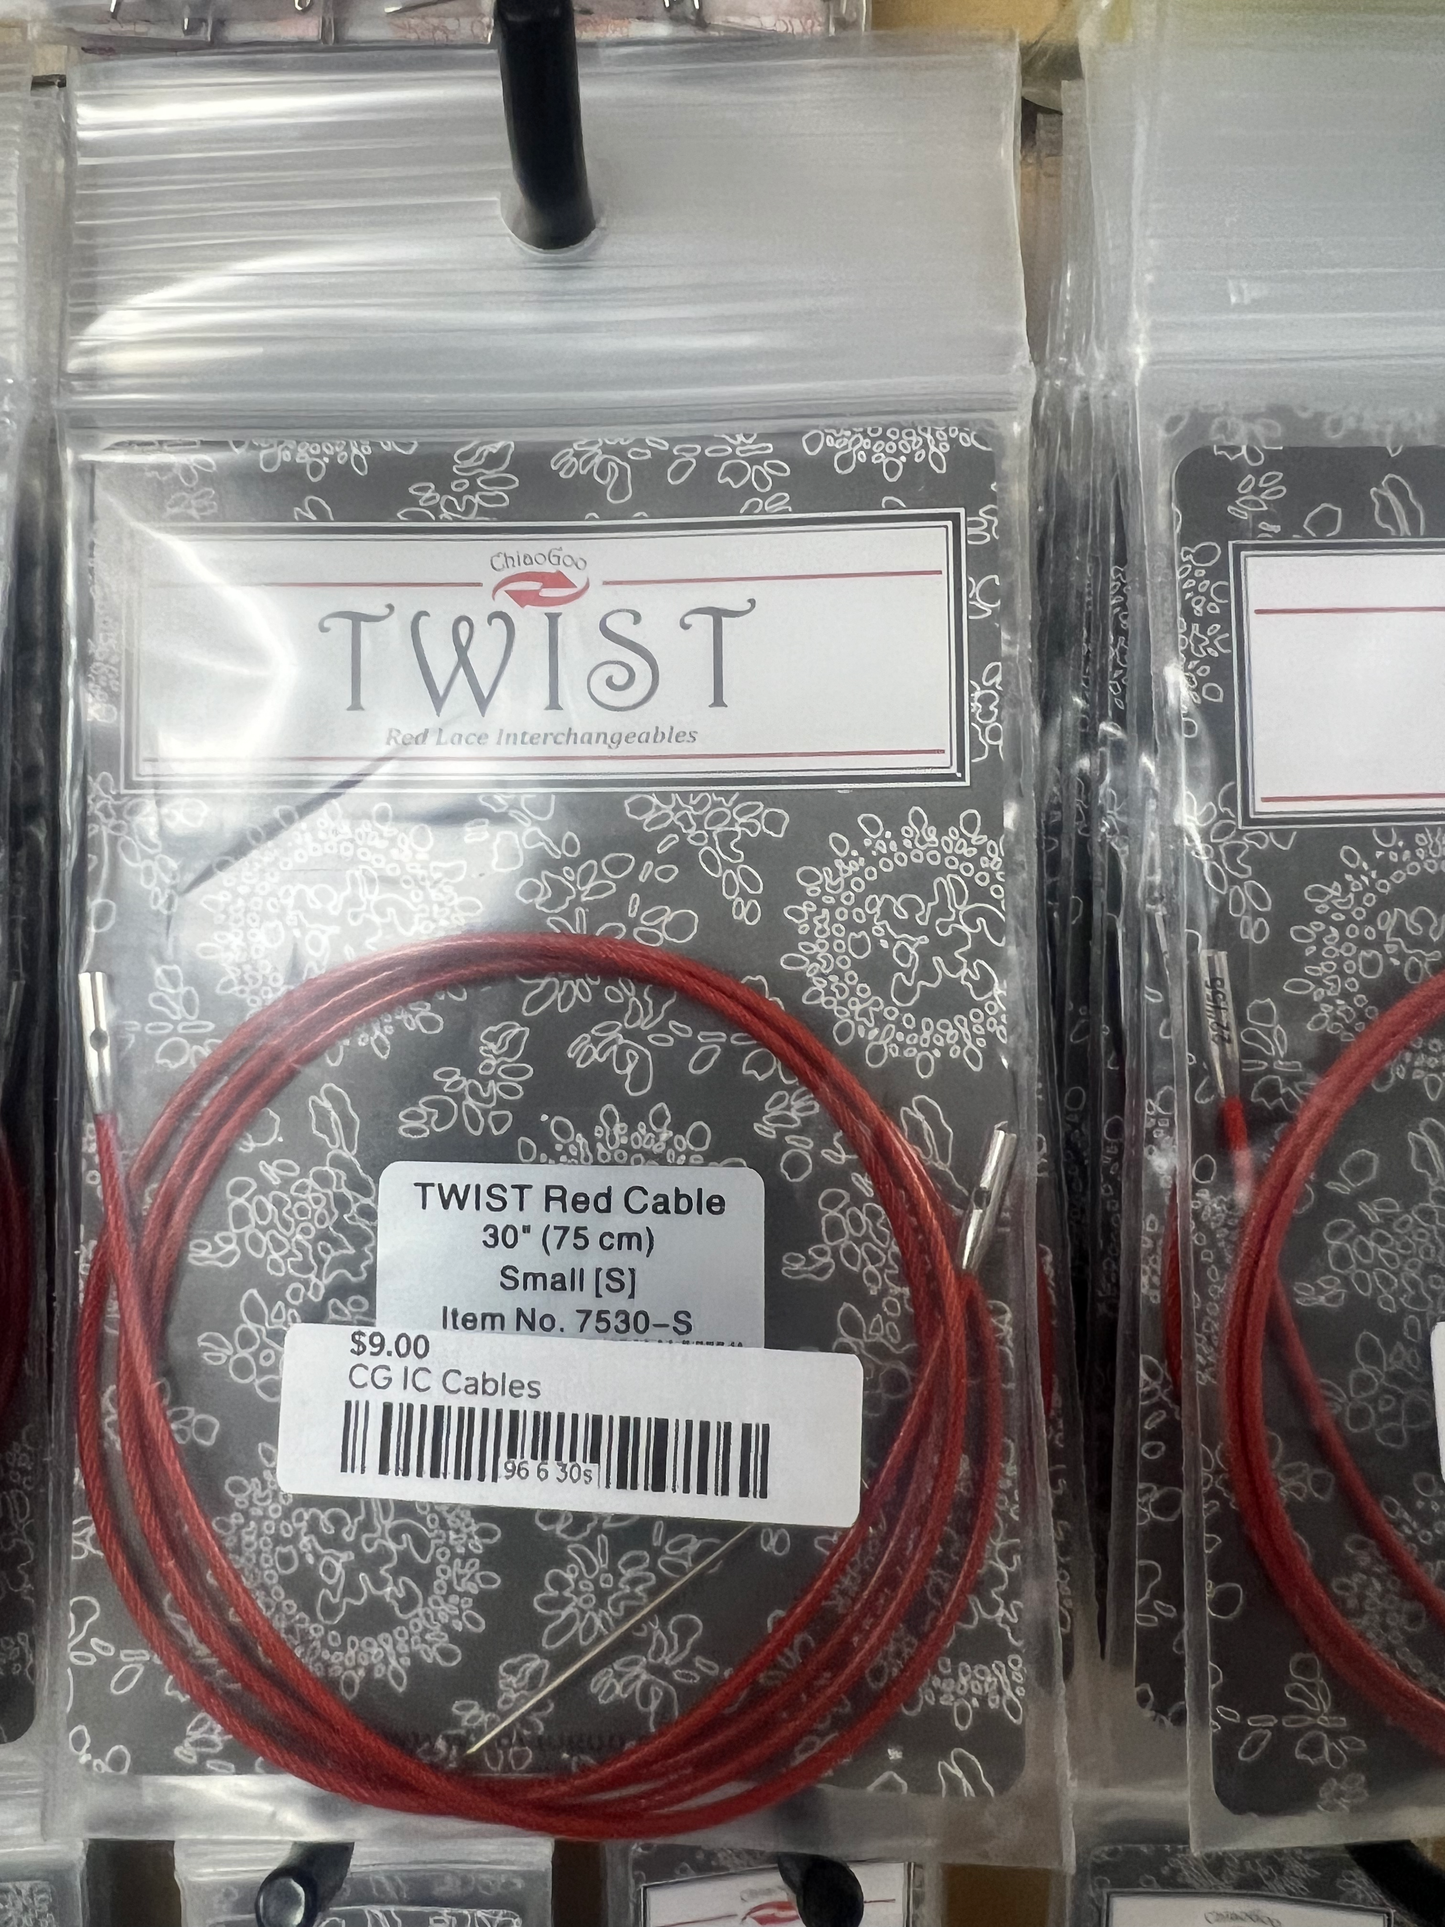 ChiaoGoo
TWIST
Red Lace Interchangeables
TWIST Red Cable
30" (75 cm)
Small [S]
Item No. 7530-S
$9.00
CG IC Cables
96 6 30s